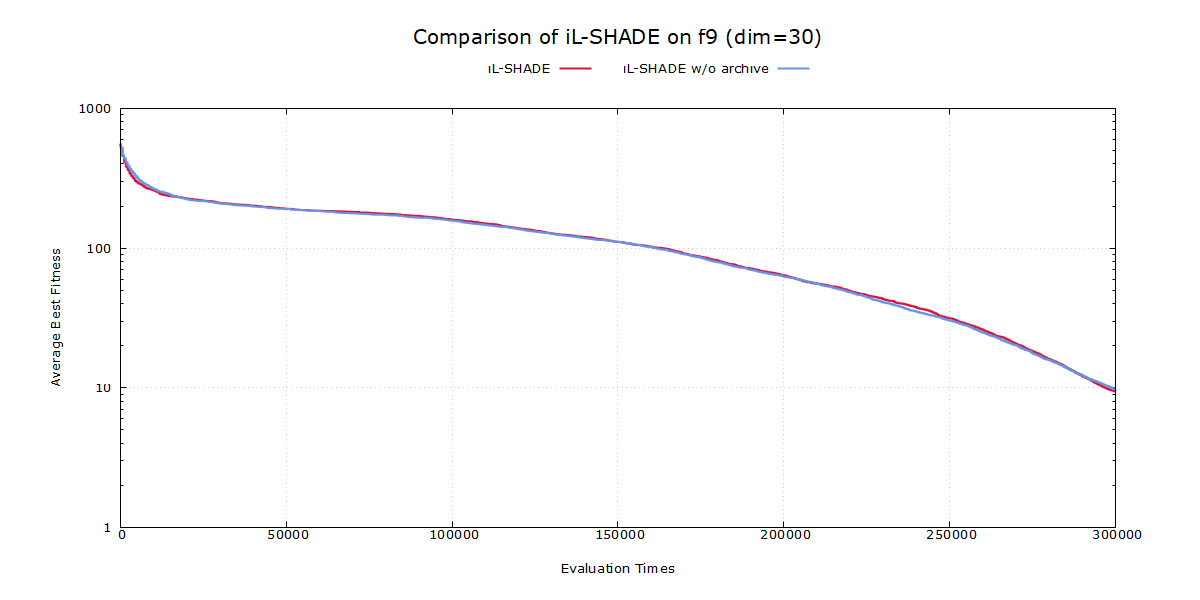 Comparison of iL-SHADE on f9 (dim=30)
iL-SHADE iL-SHADE w/o archive
1000
100
10
1
Average Best Fitness
0 50000 100000 150000 200000 250000 300000
Evaluation Times